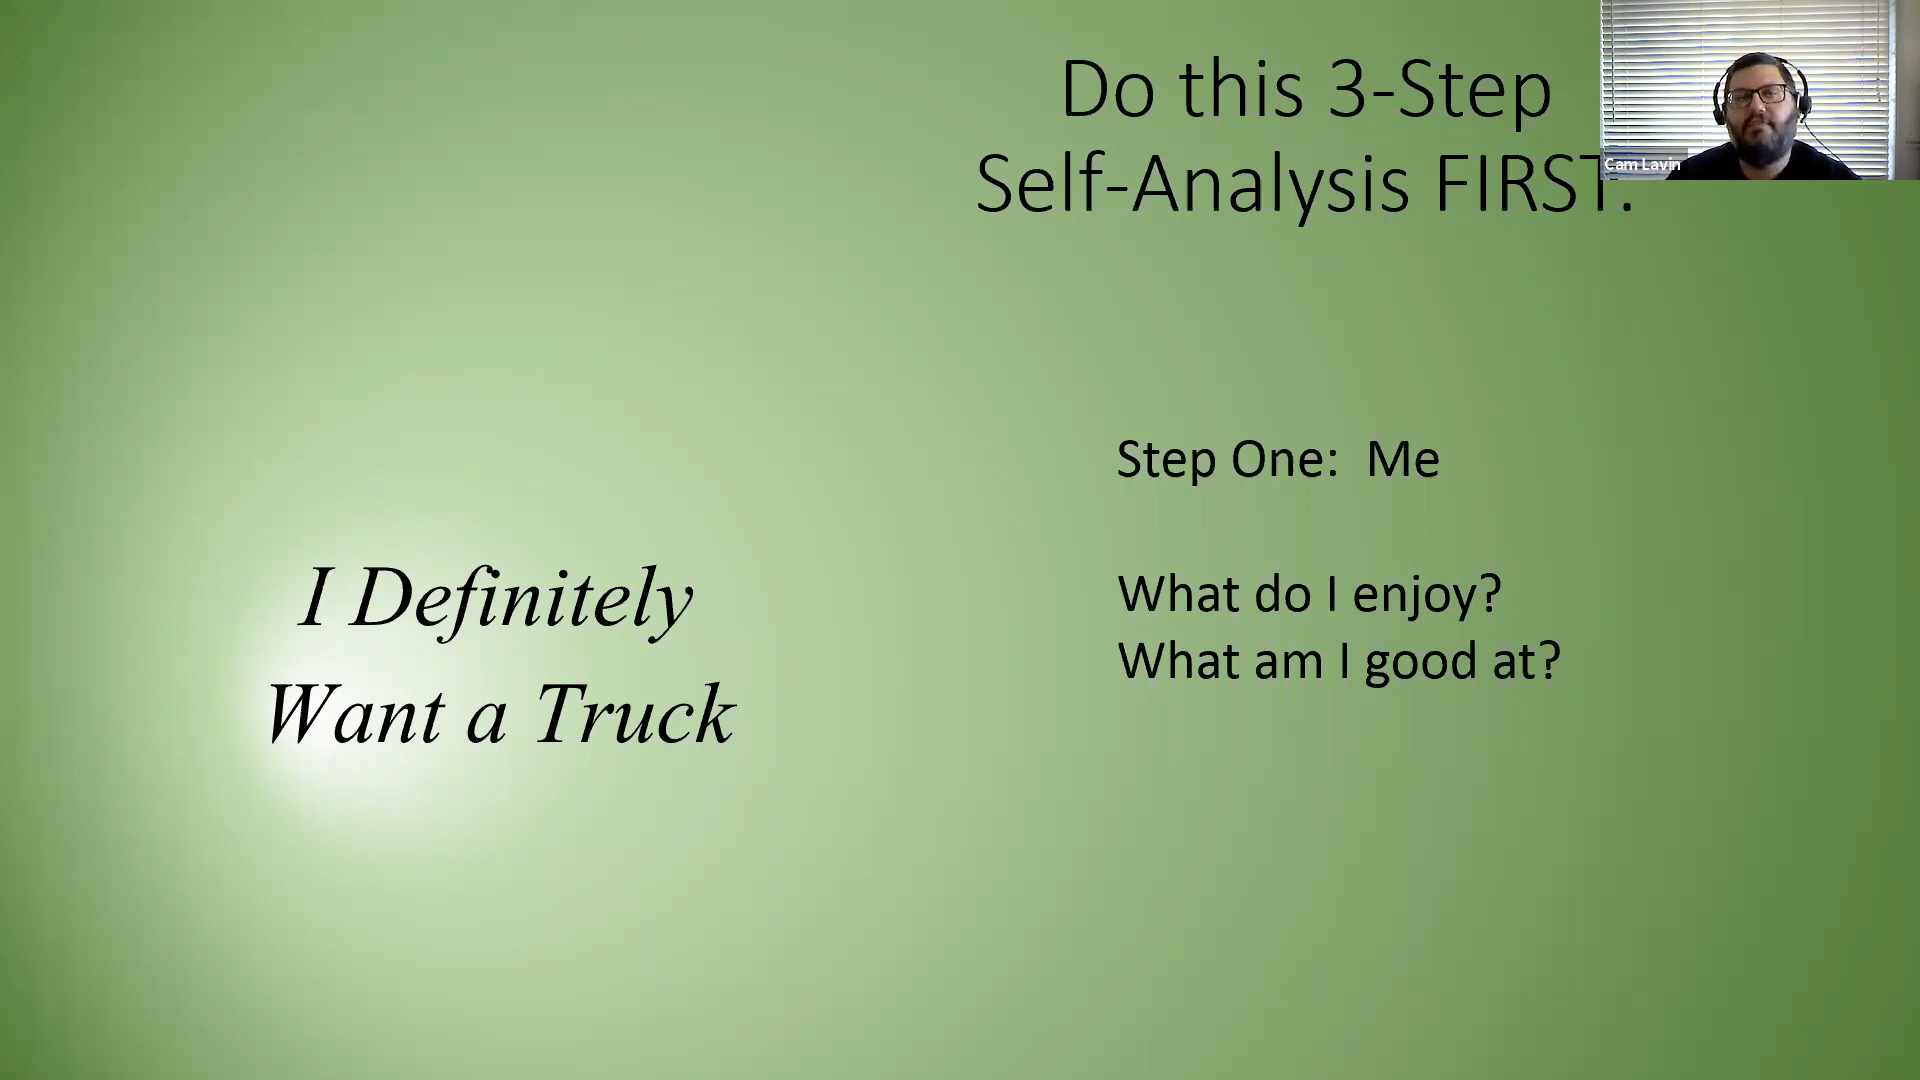 Do this 3-Step
Self-Analysis FIRST.
Cam Lavin
Step One:  Me
What do I enjoy?
What am I good at?
I Definitely
Want a Truck